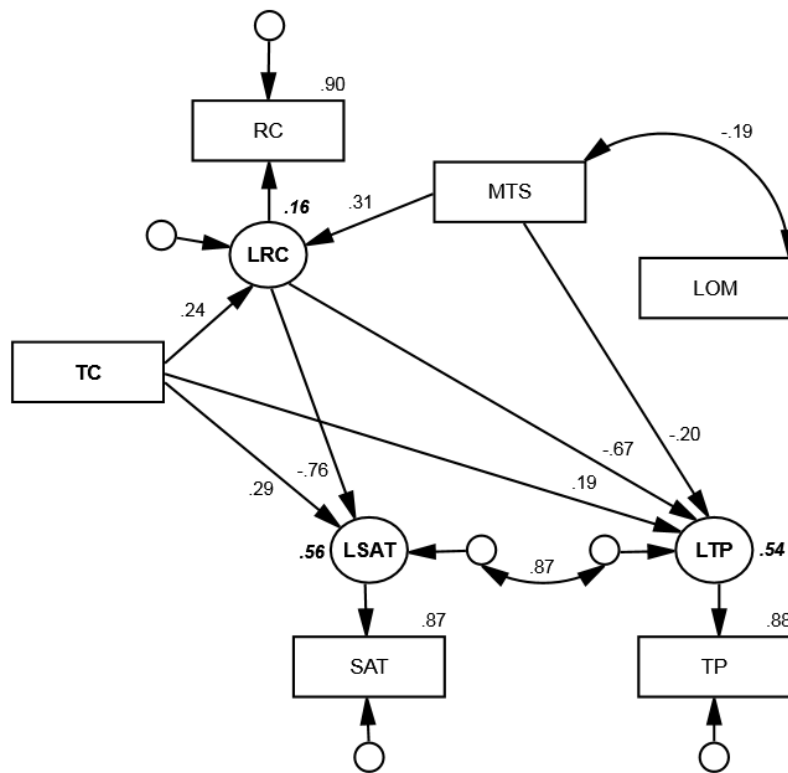 .90
RC
-.19
MTS
.31
.16
LRC
LOM
.24
TC
-.20
-.67
-.76
.19
.29
.56
LSAT
.87
LTP
.54
.87
.88
SAT
TP